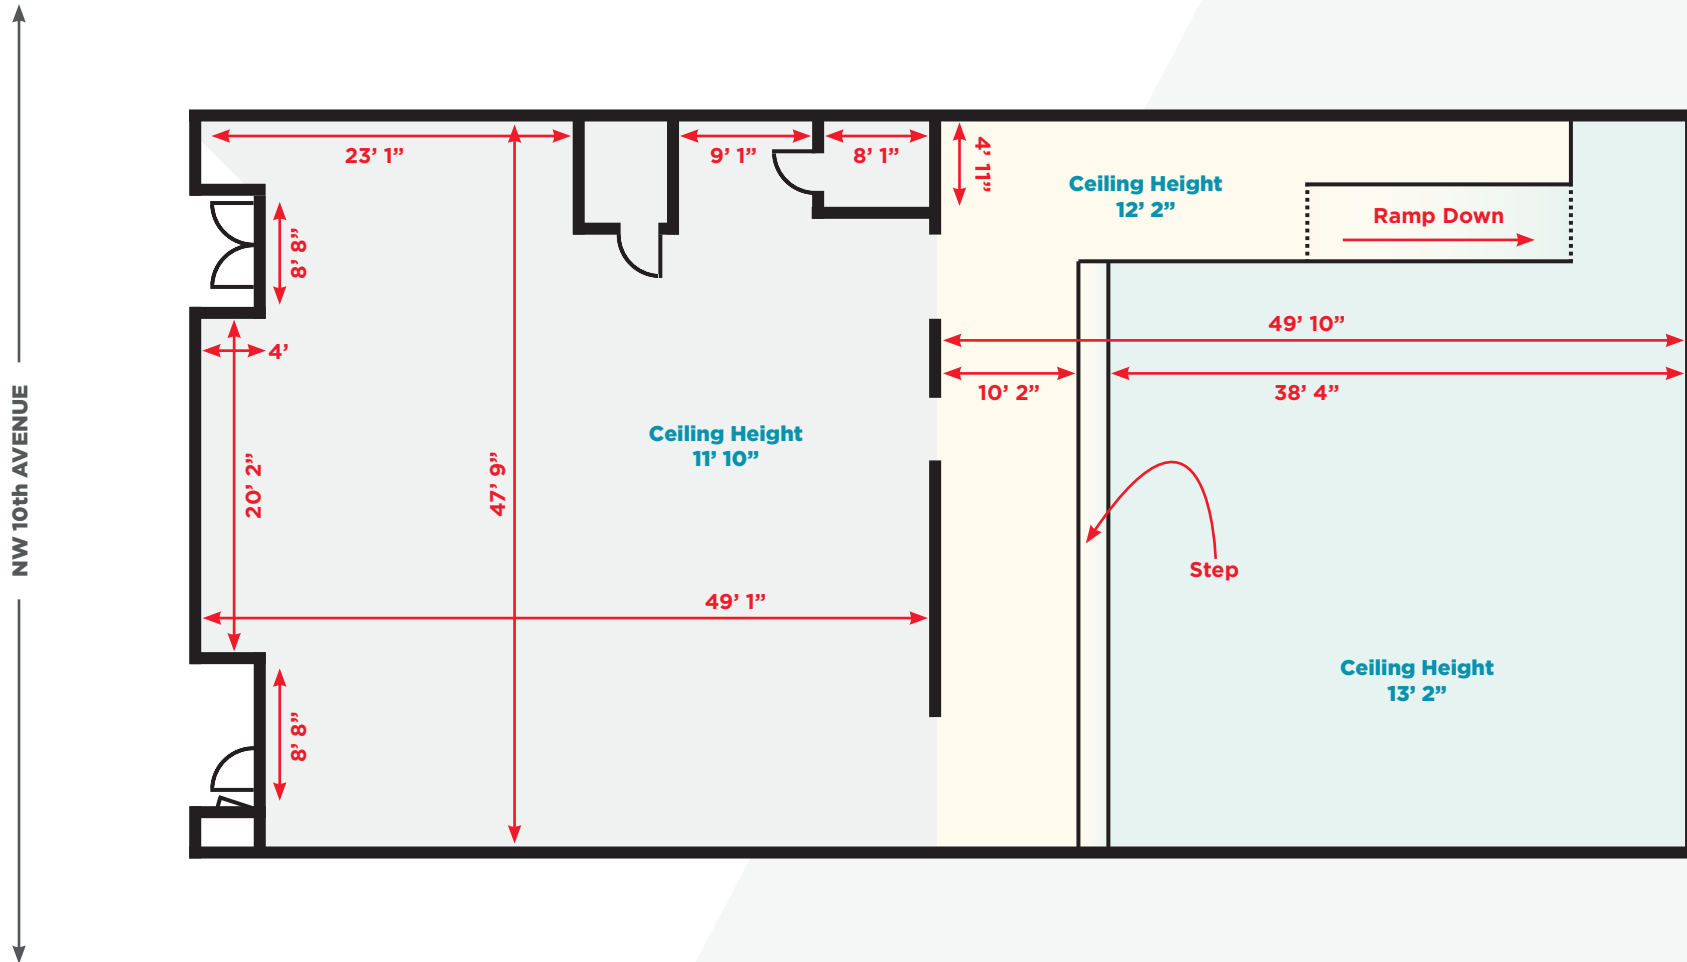 23’ 1”
9’ 1”
8’ 1”
4’ 11”
Ceiling Height
12’ 2”
Ramp Down
8’ 8”
4’
49’ 10”
10’ 2”
38’ 4”
NW 10th AVENUE
20’ 2”
47’ 9”
Ceiling Height
11’ 10”
Step
49’ 1”
Ceiling Height
13’ 2”
8’ 8”